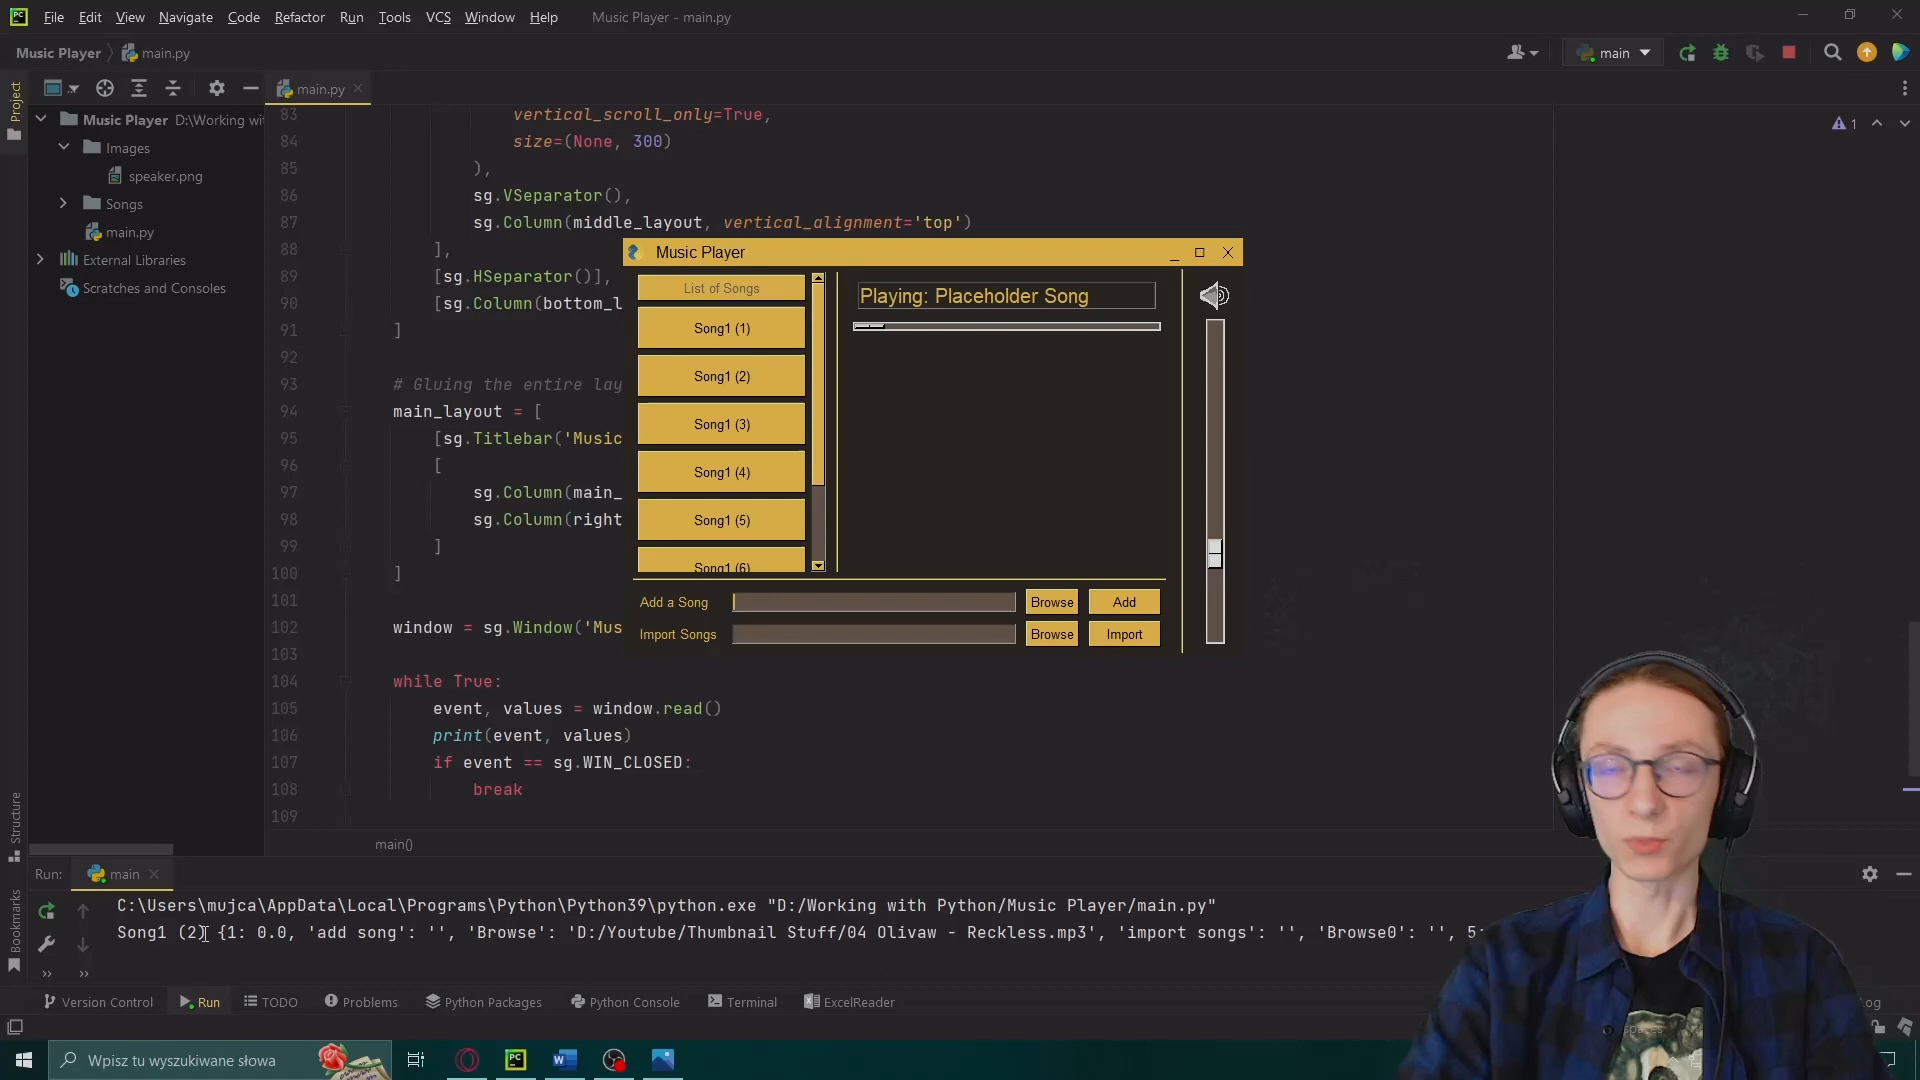 File Edit View Navigate Code Refactor Run Tools VCS Window Help Music Player - main.py
Music Player main.py main
Project main.py
Music Player D:\Working wi
Images
speaker.png
Songs
main.py
External Libraries
Scratches and Consoles
83 vertical_scroll_only=True,
84 size=(None, 300)
85 ),
86 sg.VSeparator(),
87 sg.Column(middle_layout, vertical_alignment='top')
88 ],
89 [sg.HSeparator()],
90 [sg.Column(bottom_l
91 ]
92
93 # Gluing the entire lay
94 main_layout = [
95 [sg.Titlebar('Music
96 [
97 sg.Column(main_
98 sg.Column(right
99 ]
100 ]
101
102 window = sg.Window('Mus
103
104 while True:
105 event, values = window.read()
106 print(event, values)
107 if event == sg.WIN_CLOSED:
108 break
109
main()
1
Music Player
List of Songs
Song1 (1)
Song1 (2)
Song1 (3)
Song1 (4)
Song1 (5)
Song1 (6)
Playing: Placeholder Song
Add a Song Browse Add
Import Songs Browse Import
Structure
Bookmarks
Run: main
C:\Users\mujca\AppData\Local\Programs\Python\Python39\python.exe "D:/Working with Python/Music Player/main.py"
Song1 (2) {1: 0.0, 'add song': '', 'Browse': 'D:/Youtube/Thumbnail Stuff/04 Olivaw - Reckless.mp3', 'import songs': '', 'Browse0': '', 5:
Version Control Run TODO Problems Python Packages Python Console Terminal ExcelReader
spaces
Wpisz tu wyszukiwane słowa